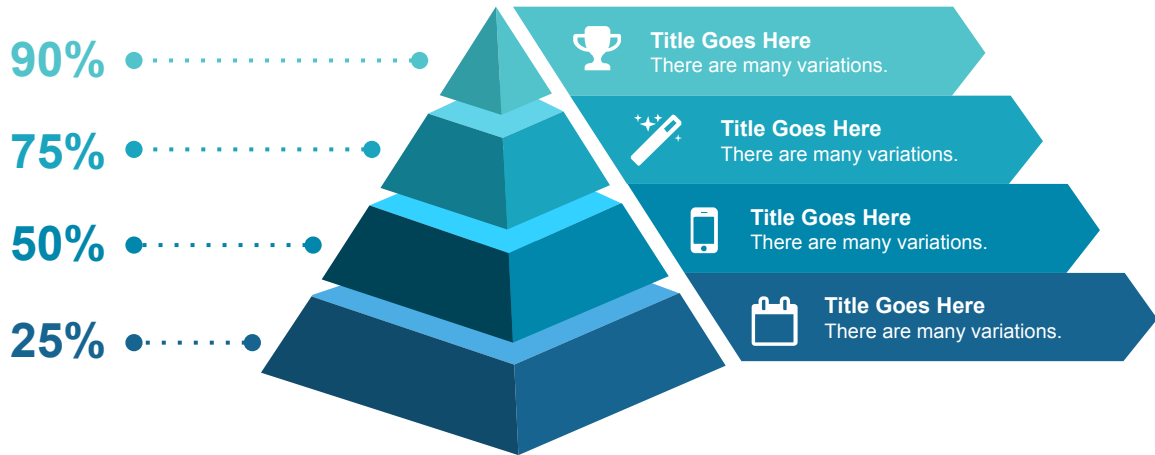 90%
Title Goes Here
There are many variations.
75%
Title Goes Here
There are many variations.
50%
Title Goes Here
There are many variations.
25%
Title Goes Here
There are many variations.